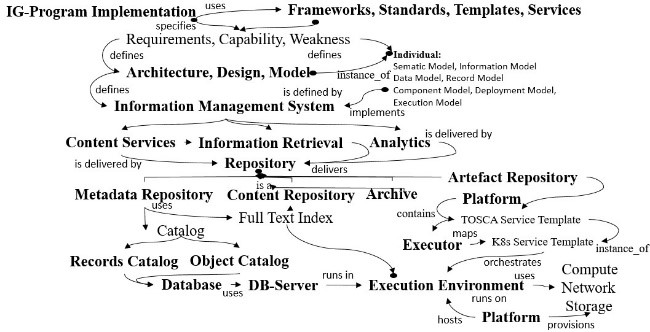 IG-Program Implementation uses Frameworks, Standards, Templates, Services
specifies
Requirements, Capability, Weakness
defines defines Individual:
Architecture, Design, Model instance_of Sematic Model, Information Model
Data Model, Record Model
defines is defined by Component Model, Deployment Model,
Execution Model
Information Management System implements
Content Services Information Retrieval Analytics is delivered by
is delivered by Repository delivers
is a Artefact Repository
Metadata Repository Content Repository Archive Platform
uses Full Text Index contains TOSCA Service Template
Catalog Executor maps K8s Service Template instance_of
Records Catalog Object Catalog orchestrates
Database uses DB-Server runs in Execution Environment uses Compute
runs on Network
Storage
hosts Platform provisions